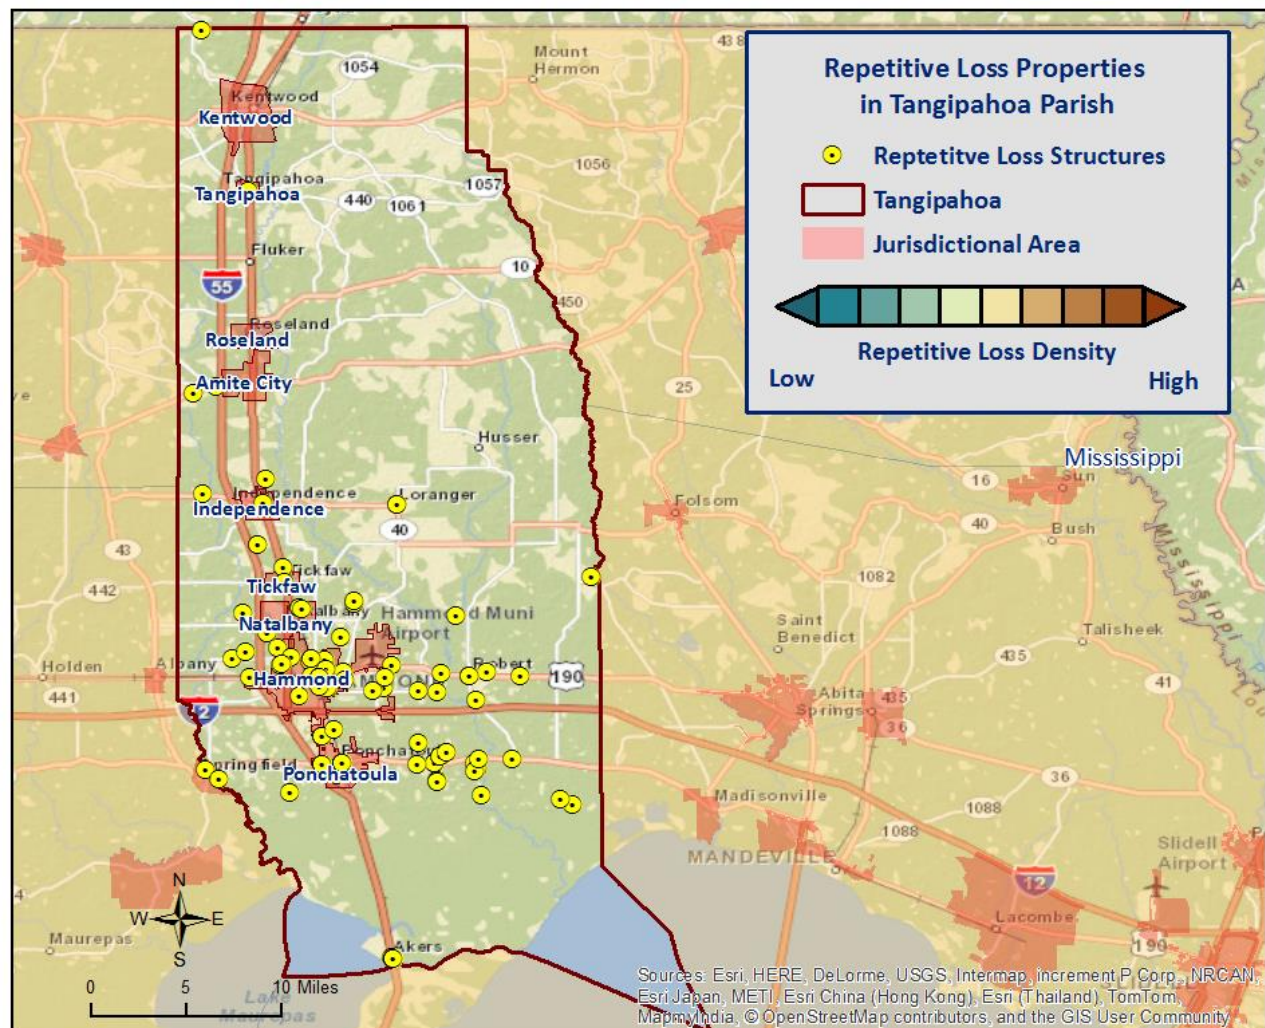 Repetitive Loss Properties
in Tangipahoa Parish
Reptetitve Loss Structures
Tangipahoa
Jurisdictional Area
Repetitive Loss Density
Low
High
438
Mount
Hermon
1054
Kentwood
Kentwood
1056
Tangipahoa
Tangipahoa
1057
440
1061
Fluker
10
55
450
Roseland
Roseland
Amite City
25
Husser
Mississippi
16
Sun
Independence
Loranger
Independence
Folsom
40
40
Bush
43
Tickfaw
442
1082
Tickfaw
Mississippi
Natalbany
Hammond Muni
Airport
Saint
Benedict
Talisheek
435
Holden
Albany
Robert
190
41
441
Hammond
Abita
Springs
435
12
36
Ponchatoula
36
Madisonville
1088
1088
MANDEVILLE
Slidell
Airport
12
Lacombe
N
W
E
S
Maurepas
Akers
190
0
5
10 Miles
Lake
Maurepas
Sources: Esri, HERE, DeLorme, USGS, Intermap, increment P Corp., NRCAN,
Esri Japan, METI, Esri China (Hong Kong), Esri (Thailand), TomTom,
MapmyIndia, © OpenStreetMap contributors, and the GIS User Community